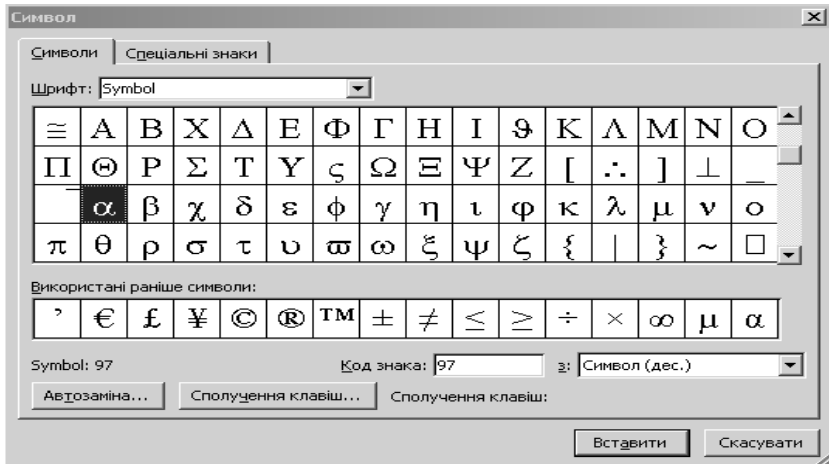 Символ
Символи Спеціальні знаки
Шрифт: Symbol
≅ Α Β Χ Δ Ε Φ Γ Η Ι ϑ Κ Λ Μ Ν Ο
Π Θ Ρ Σ Τ Υ ς Ω Ξ Ψ Ζ [ ∴ ] ⊥ _
‾ α β χ δ ε φ γ η ι ϕ κ λ μ ν ο
π θ ρ σ τ υ ϖ ω ξ ψ ζ { | } ~ □
Використані раніше символи:
’ € £ ¥ © ® ™ ± ≠ ≤ ≥ ÷ × ∞ µ α
Symbol: 97 Код знака: 97 з: Символ (дес.)
Автозаміна... Сполучення клавіш... Сполучення клавіш:
Вставити Скасувати